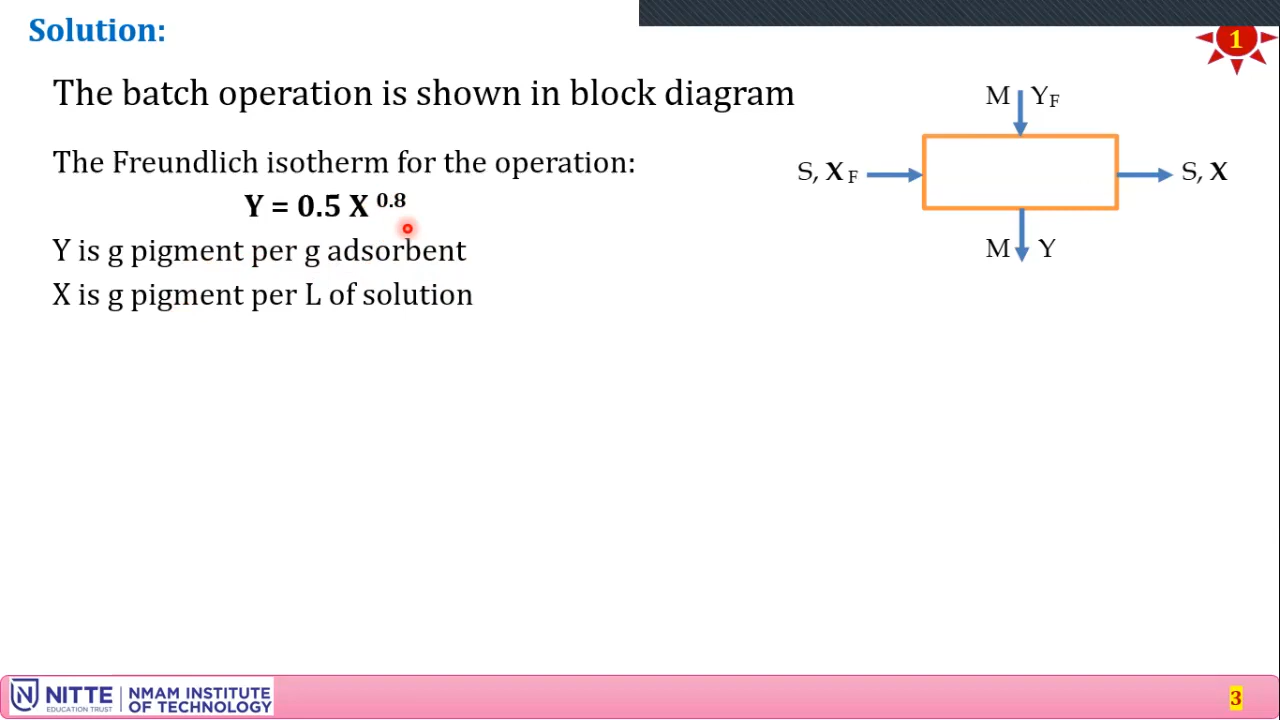 Solution:
1
The batch operation is shown in block diagram
The Freundlich isotherm for the operation:
Y = 0.5 X 0.8
Y is g pigment per g adsorbent
X is g pigment per L of solution
M YF
S, X F
S, X
M Y
NITTE
EDUCATION TRUST
NMAM INSTITUTE
OF TECHNOLOGY
3